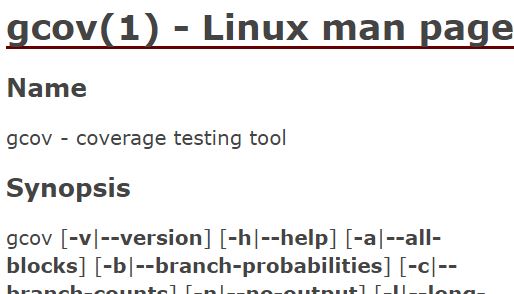 gcov(1) - Linux man page
Name
gcov - coverage testing tool
Synopsis
gcov [-v|--version] [-h|--help] [-a|--all-
blocks] [-b|--branch-probabilities] [-c|--
branch-counts] [-n|--no-output] [-l|--long-